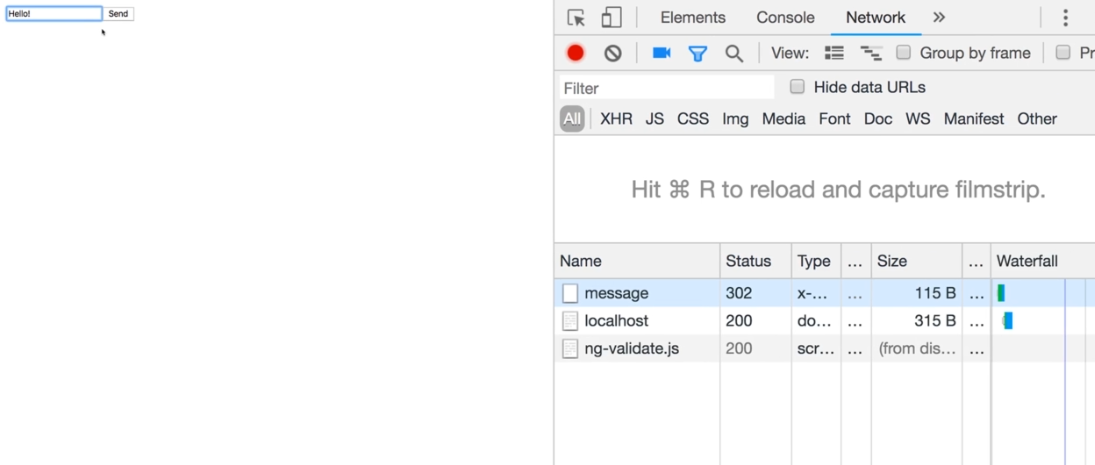 Hello! Send
Elements Console Network »
View: Group by frame Pr
Filter Hide data URLs
All XHR JS CSS Img Media Font Doc WS Manifest Other
Hit ⌘ R to reload and capture filmstrip.
Name Status Type ... Size ... Waterfall
message 302 x-... ... 115 B ...
localhost 200 do... ... 315 B ...
ng-validate.js 200 scr... ... (from dis... ...